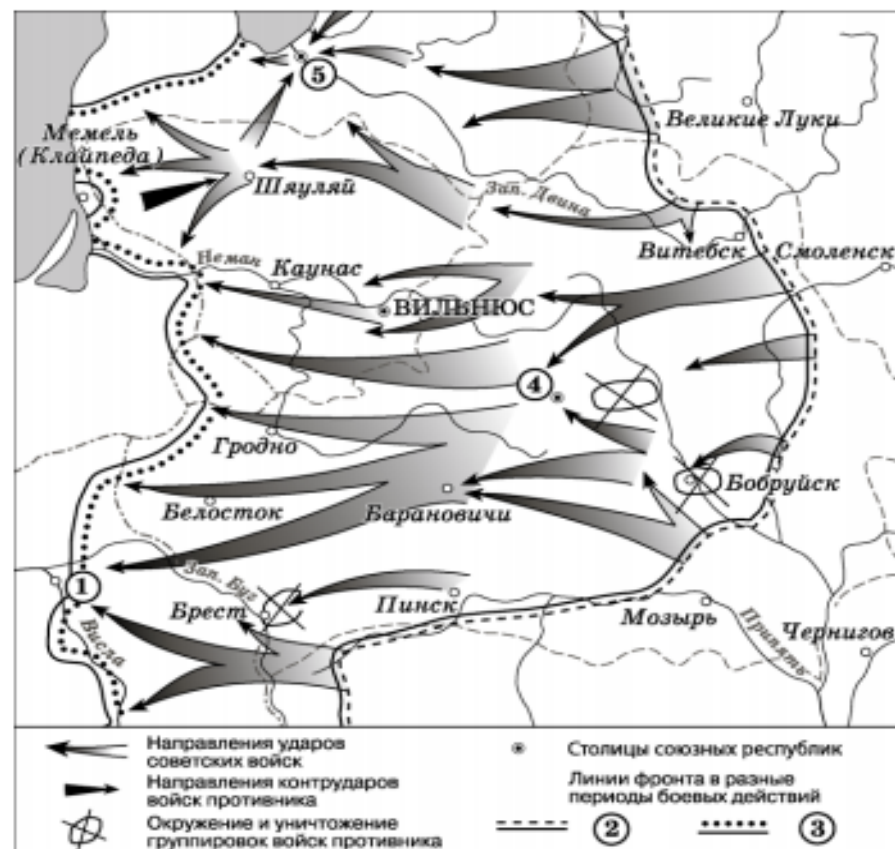 5
Великие Луки
Мемель
(Клайпеда)
Шяуляй
Зап. Двина
Витебск
Смоленск
Неман
Каунас
ВИЛЬНЮС
4
Гродно
Бобруйск
Белосток
Барановичи
1
Зап. Буг
Брест
Пинск
Мозырь
Висла
Припять
Чернигов
Направления ударов
советских войск
Столицы союзных республик
Направления контрударов
войск противника
Линии фронта в разные
периоды боевых действий
Окружение и уничтожение
группировок войск противника
2
3